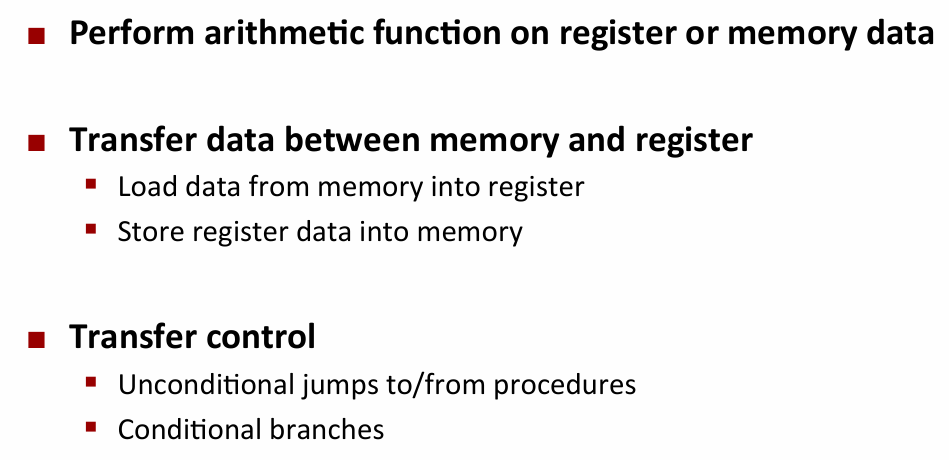 ■ Perform arithmetic function on register or memory data
■ Transfer data between memory and register
▪ Load data from memory into register
▪ Store register data into memory
■ Transfer control
▪ Unconditional jumps to/from procedures
▪ Conditional branches